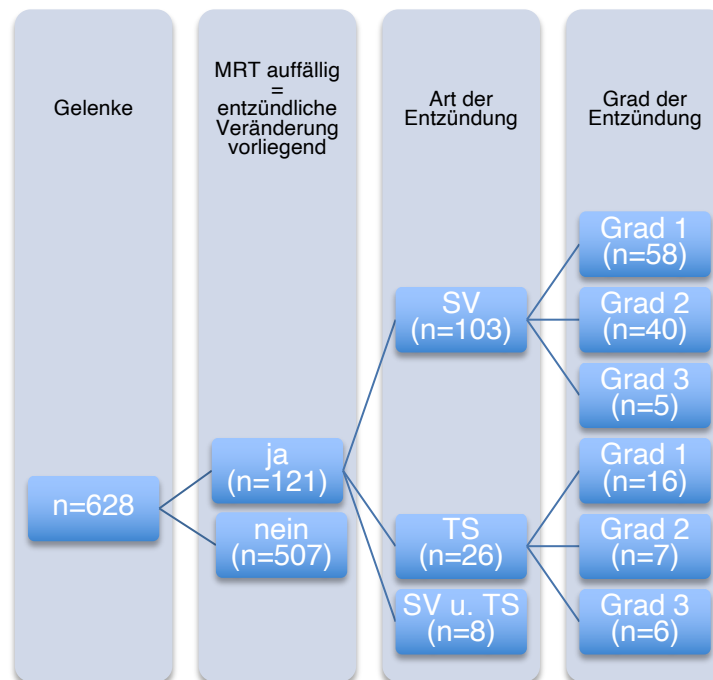 Gelenke
MRT auffällig
=
entzündliche
Veränderung
vorliegend
Art der
Entzündung
Grad der
Entzündung
n=628
ja
(n=121)
nein
(n=507)
SV
(n=103)
TS
(n=26)
SV u. TS
(n=8)
Grad 1
(n=58)
Grad 2
(n=40)
Grad 3
(n=5)
Grad 1
(n=16)
Grad 2
(n=7)
Grad 3
(n=6)